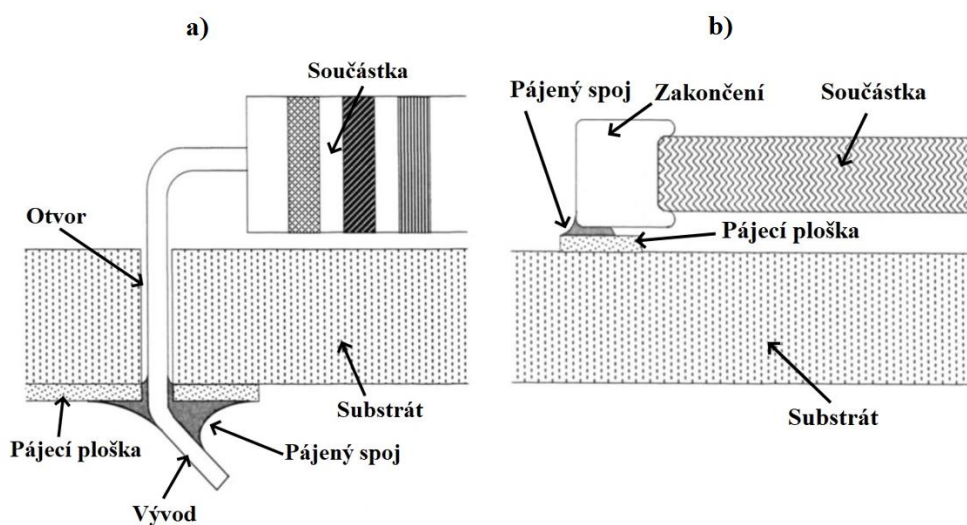 a)
Součástka
Otvor
Substrát
Pájecí ploška
Pájený spoj
Vývod
b)
Pájený spoj
Zakončení
Součástka
Pájecí ploška
Substrát